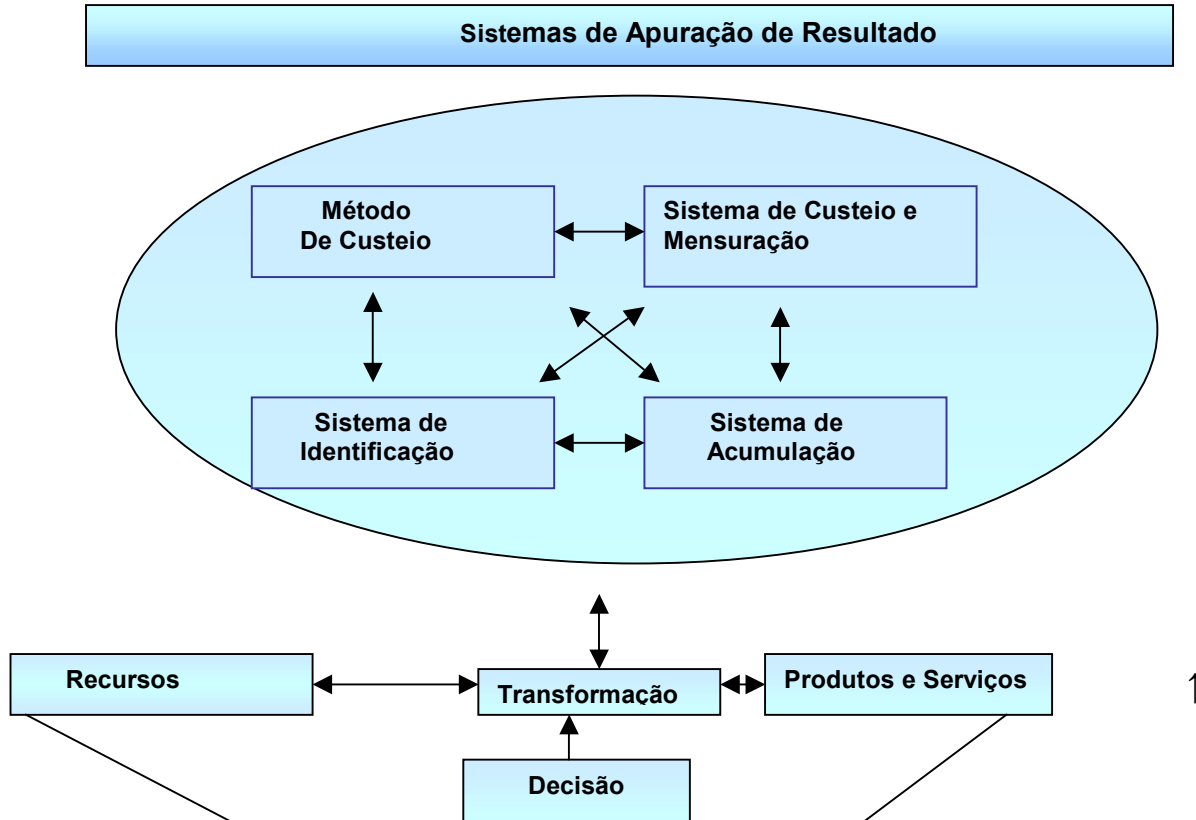 Sistemas de Apuração de Resultado
Método
De Custeio
Sistema de Custeio e
Mensuração
Sistema de
Identificação
Sistema de
Acumulação
Recursos
Transformação
Produtos e Serviços
Decisão